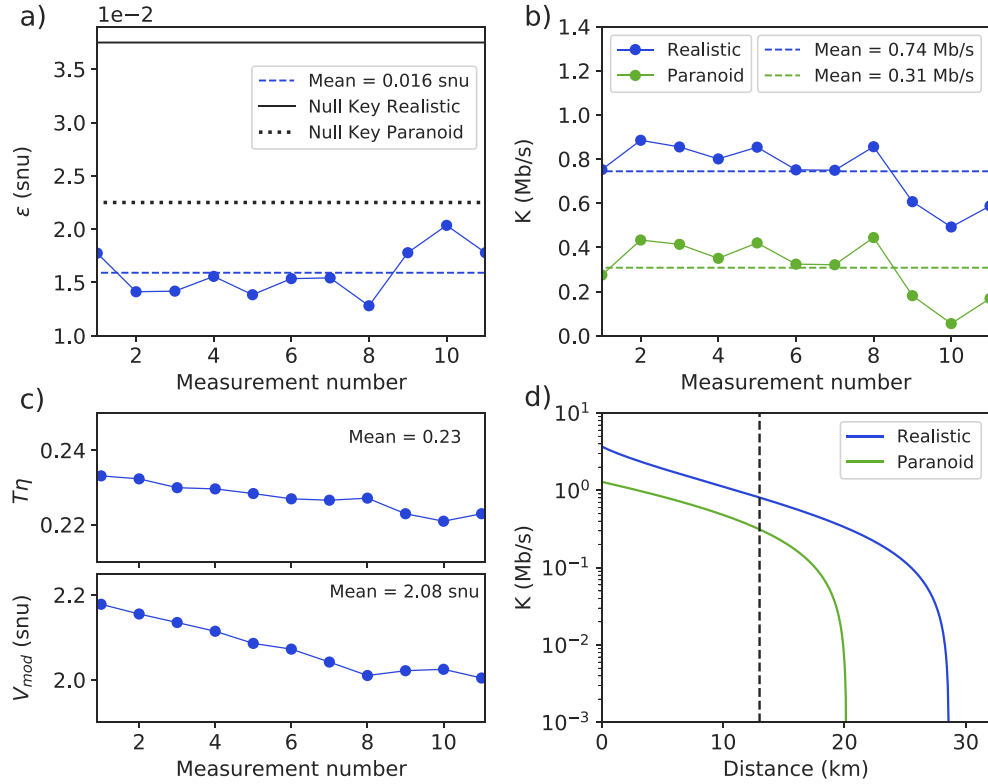 a)
1e−2
3.5
3.0
2.5
2.0
1.5
1.0
ε (snu)
Mean = 0.016 snu
Null Key Realistic
Null Key Paranoid
2 4 6 8 10
Measurement number
b)
1.4
1.2
1.0
0.8
0.6
0.4
0.2
0.0
K (Mb/s)
Realistic Mean = 0.74 Mb/s
Paranoid Mean = 0.31 Mb/s
2 4 6 8 10
Measurement number
c)
0.24
0.22
Tη
Mean = 0.23
2.2
2.0
V_mod (snu)
Mean = 2.08 snu
2 4 6 8 10
Measurement number
d)
10^1
10^0
10^−1
10^−2
10^−3
K (Mb/s)
Realistic
Paranoid
0 10 20 30
Distance (km)